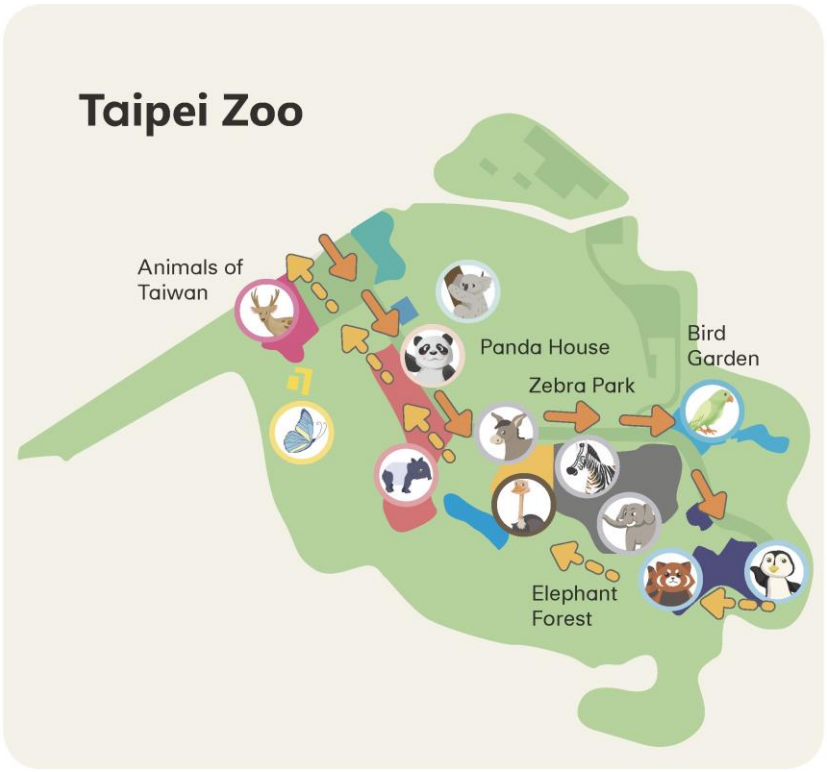 Taipei Zoo
Animals of
Taiwan
Panda House
Bird
Garden
Zebra Park
Elephant
Forest